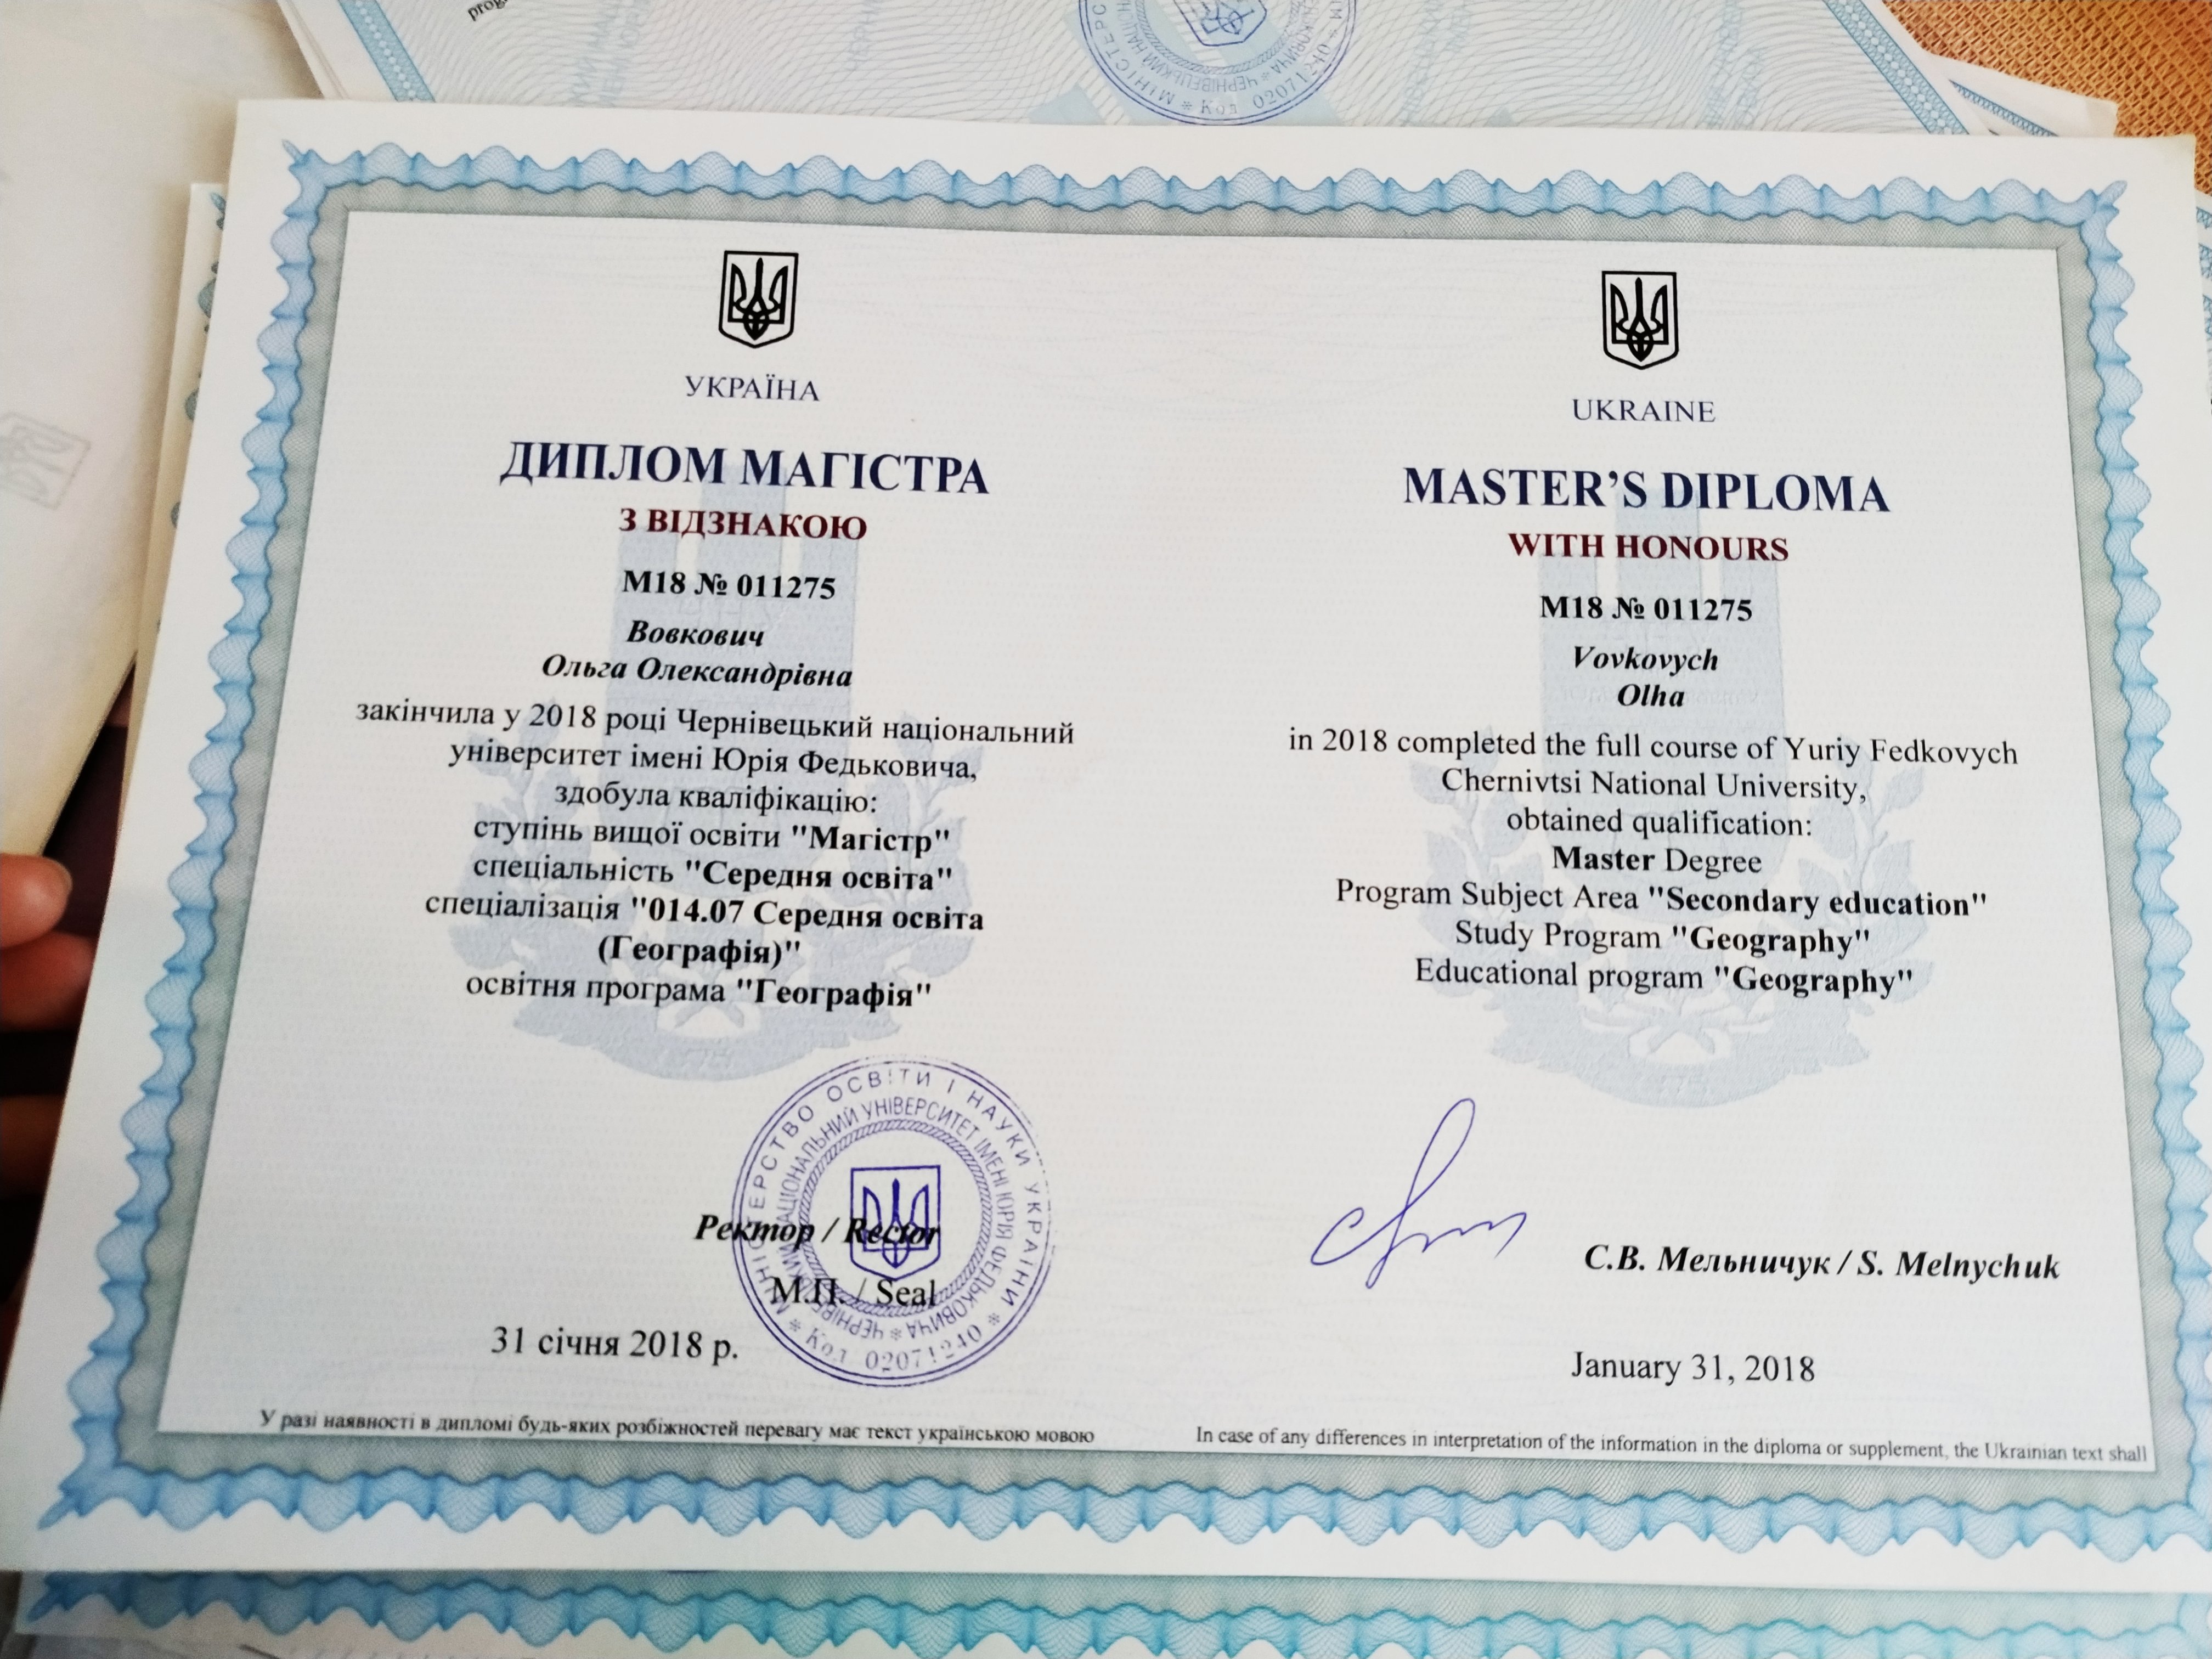 УКРАЇНА
ДИПЛОМ МАГІСТРА
З ВІДЗНАКОЮ
М18 № 011275
Вовкович
Ольга Олександрівна
закінчила у 2018 році Чернівецький національний
університет імені Юрія Федьковича,
здобула кваліфікацію:
ступінь вищої освіти "Магістр"
спеціальність "Середня освіта"
спеціалізація "014.07 Середня освіта
(Географія)"
освітня програма "Географія"
МІНІСТЕРСТВО ОСВІТИ І НАУКИ УКРАЇНИ
ЧЕРНІВЕЦЬКИЙ НАЦІОНАЛЬНИЙ УНІВЕРСИТЕТ ІМЕНІ ЮРІЯ ФЕДЬКОВИЧА
Код 02071240
Ректор / Rector
М.П. / Seal
31 січня 2018 р.
У разі наявності в дипломі будь-яких розбіжностей перевагу має текст українською мовою
UKRAINE
MASTER'S DIPLOMA
WITH HONOURS
M18 № 011275
Vovkovych
Olha
in 2018 completed the full course of Yuriy Fedkovych
Chernivtsi National University,
obtained qualification:
Master Degree
Program Subject Area "Secondary education"
Study Program "Geography"
Educational program "Geography"
С.В. Мельничук / S. Melnychuk
January 31, 2018
In case of any differences in interpretation of the information in the diploma or supplement, the Ukrainian text shall